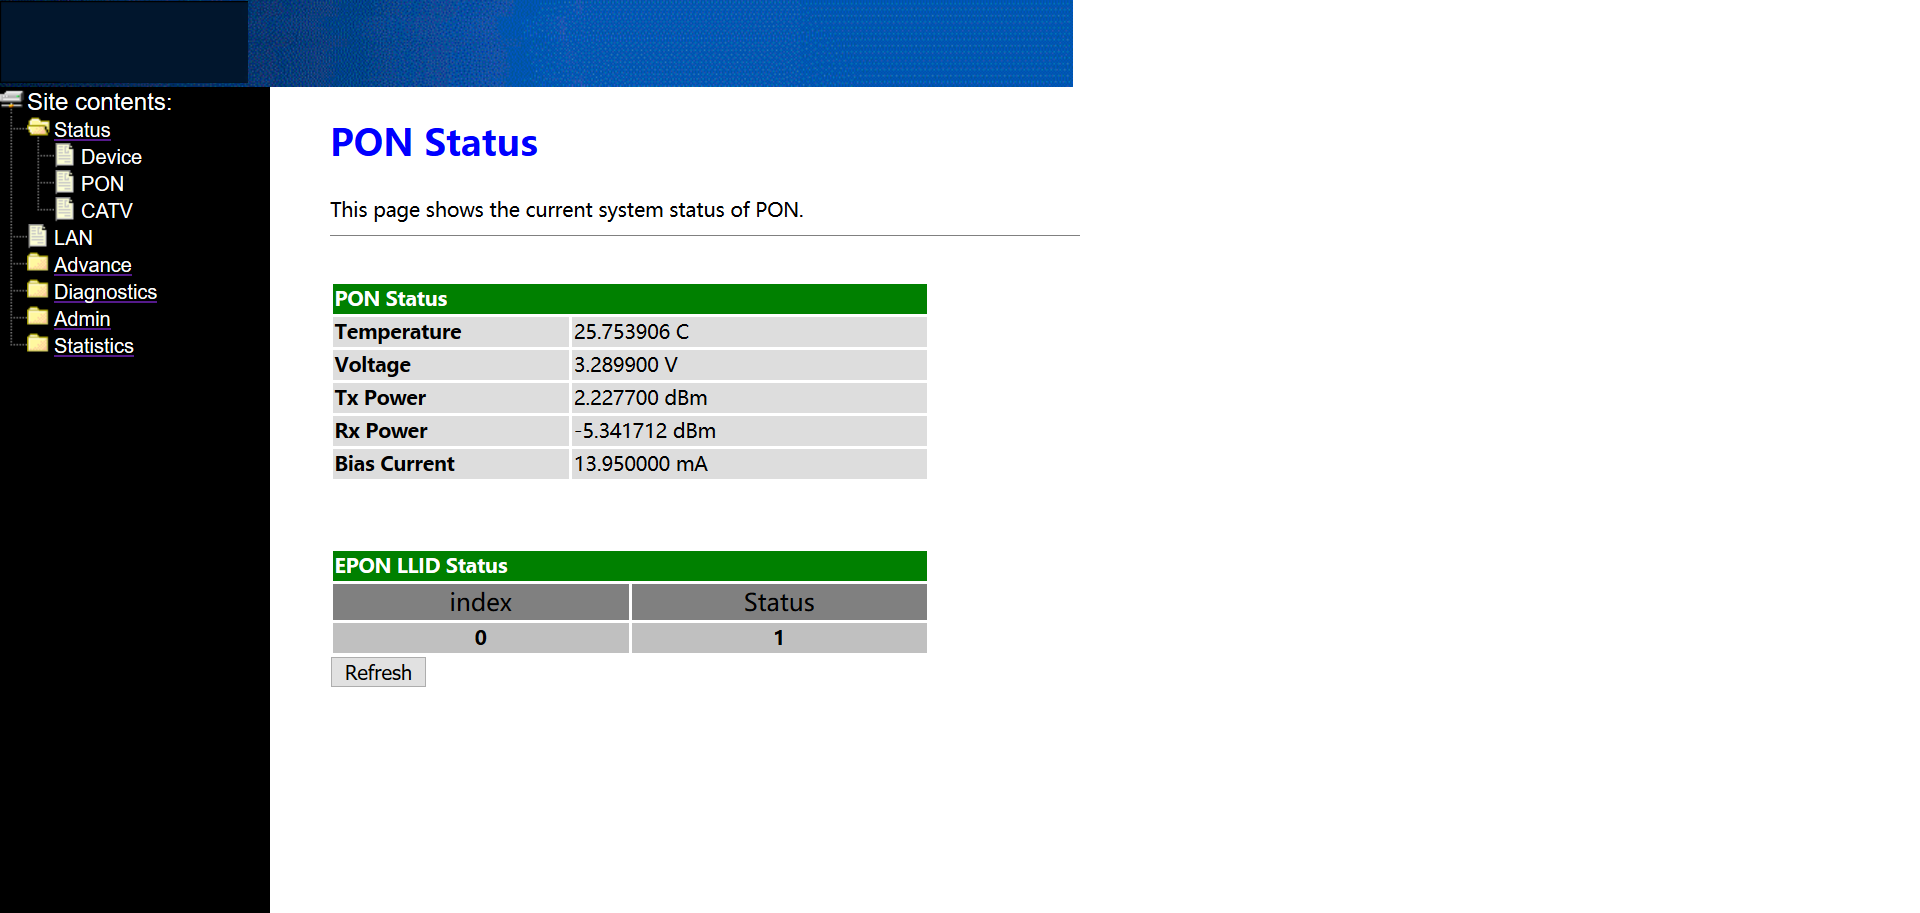 Site contents:
Status
Device
PON
CATV
LAN
Advance
Diagnostics
Admin
Statistics
PON Status
This page shows the current system status of PON.
PON Status
Temperature 25.753906 C
Voltage 3.289900 V
Tx Power 2.227700 dBm
Rx Power -5.341712 dBm
Bias Current 13.950000 mA
EPON LLID Status
index Status
0 1
Refresh